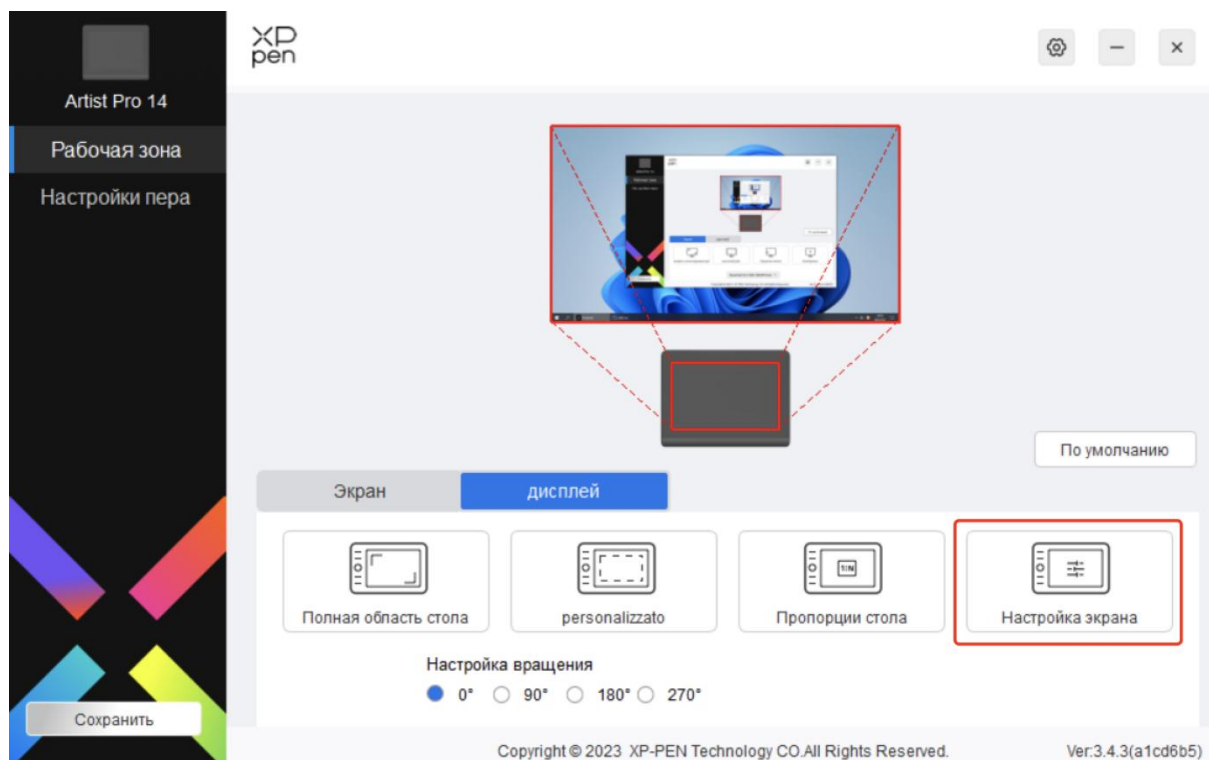 XP
pen
Artist Pro 14
Рабочая зона
Настройки пера
По умолчанию
Экран
дисплей
Полная область стола
personalizzato
1:N
Пропорции стола
Настройка экрана
Настройка вращения
0° 90° 180° 270°
Сохранить
Copyright © 2023 XP-PEN Technology CO.All Rights Reserved.
Ver:3.4.3(a1cd6b5)